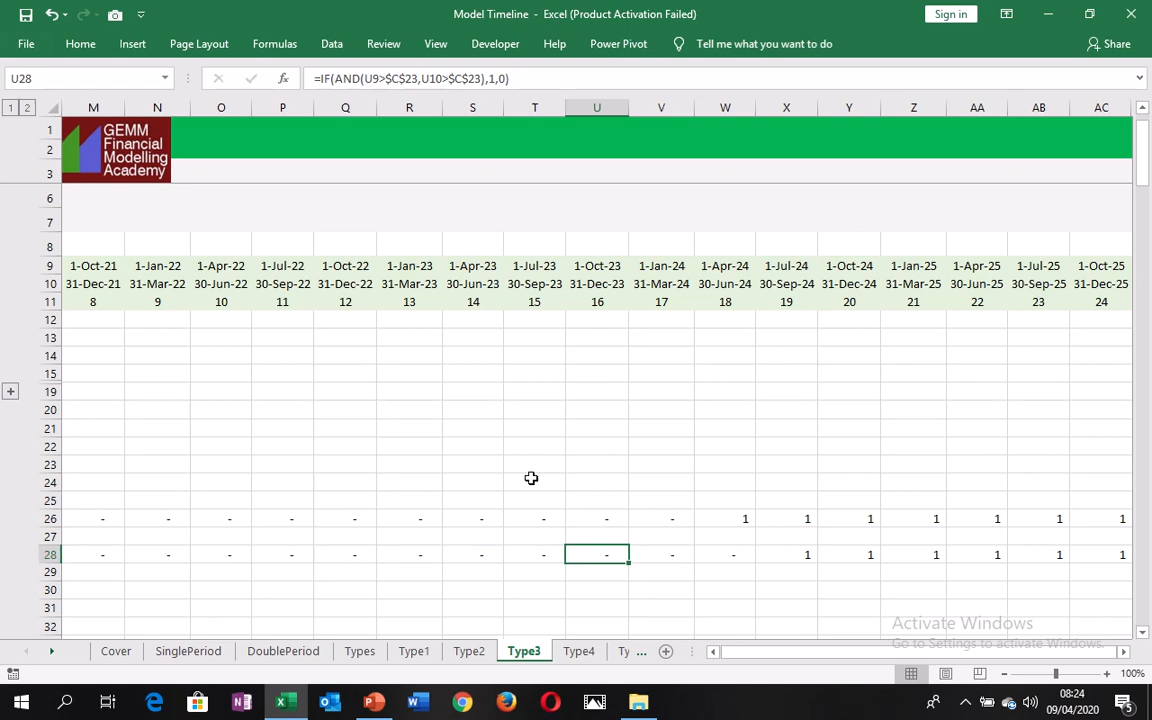 Model Timeline - Excel (Product Activation Failed)
Sign in
File Home Insert Page Layout Formulas Data Review View Developer Help Power Pivot Tell me what you want to do Share
U28 fx =IF(AND(U9>$C$23,U10>$C$23),1,0)
1 2 M N O P Q R S T U V W X Y Z AA AB AC
GEMM
Financial
Modelling
Academy
1
2
3
6
7
8
9 1-Oct-21 1-Jan-22 1-Apr-22 1-Jul-22 1-Oct-22 1-Jan-23 1-Apr-23 1-Jul-23 1-Oct-23 1-Jan-24 1-Apr-24 1-Jul-24 1-Oct-24 1-Jan-25 1-Apr-25 1-Jul-25 1-Oct-25
10 31-Dec-21 31-Mar-22 30-Jun-22 30-Sep-22 31-Dec-22 31-Mar-23 30-Jun-23 30-Sep-23 31-Dec-23 31-Mar-24 30-Jun-24 30-Sep-24 31-Dec-24 31-Mar-25 30-Jun-25 30-Sep-25 31-Dec-25
11 8 9 10 11 12 13 14 15 16 17 18 19 20 21 22 23 24
12
13
14
15
19
20
21
22
23
24
25
26 - - - - - - - - - - 1 1 1 1 1 1 1
27
28 - - - - - - - - - - - 1 1 1 1 1 1
29
30
31
32
Activate Windows
Go to Settings to activate Windows.
Cover SinglePeriod DoublePeriod Types Type1 Type2 Type3 Type4 Ty ...
100%
08:24
09/04/2020
5